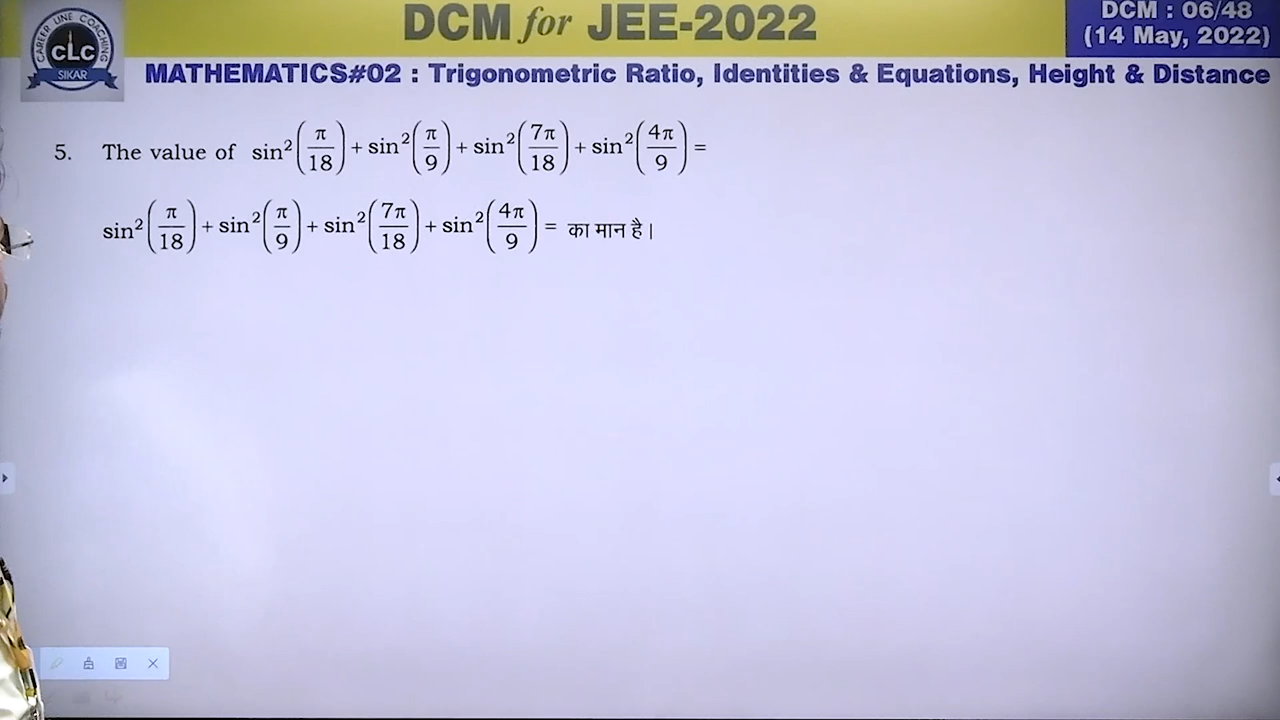 CAREER LINE COACHING
CLC
SIKAR
DCM for JEE-2022
DCM : 06/48
(14 May, 2022)
MATHEMATICS#02 : Trigonometric Ratio, Identities & Equations, Height & Distance
5. The value of sin²(π/18) + sin²(π/9) + sin²(7π/18) + sin²(4π/9) =
sin²(π/18) + sin²(π/9) + sin²(7π/18) + sin²(4π/9) = का मान है।